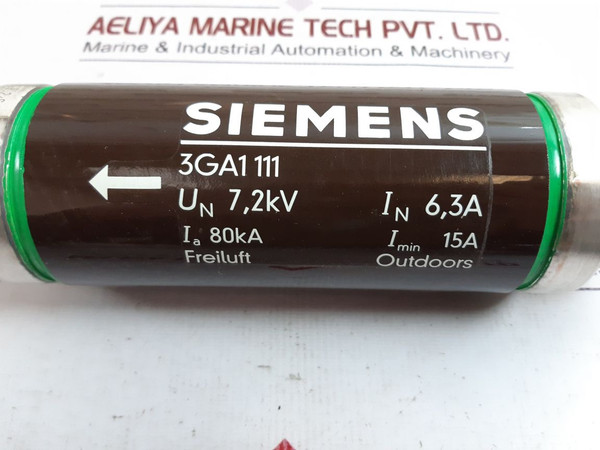 AELIYA MARINE TECH PVT. LTD.
Marine & Industrial Automation & Machinery
SIEMENS
3GA1 111
UN 7,2kV IN 6,3A
Ia 80kA Imin 15A
Freiluft Outdoors